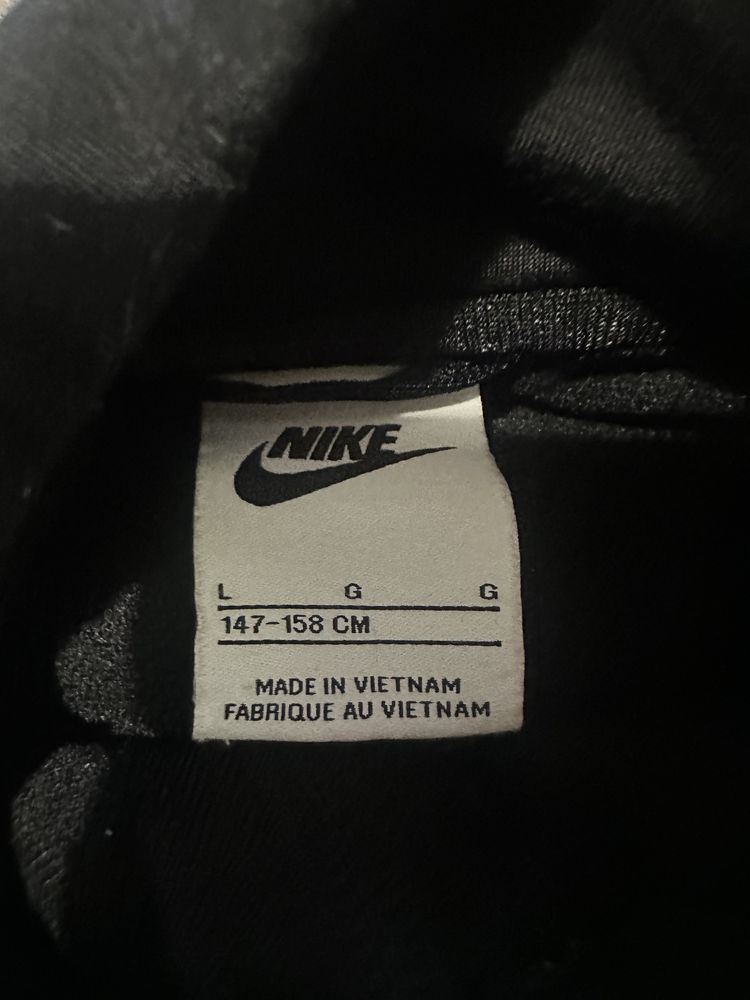 NIKE
L G G
147-158 CM
MADE IN VIETNAM
FABRIQUE AU VIETNAM